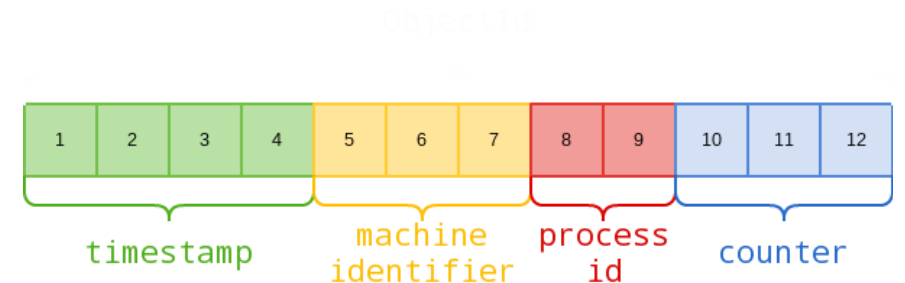 ObjectId
1 2 3 4 5 6 7 8 9 10 11 12
timestamp
machine
identifier
process
id
counter